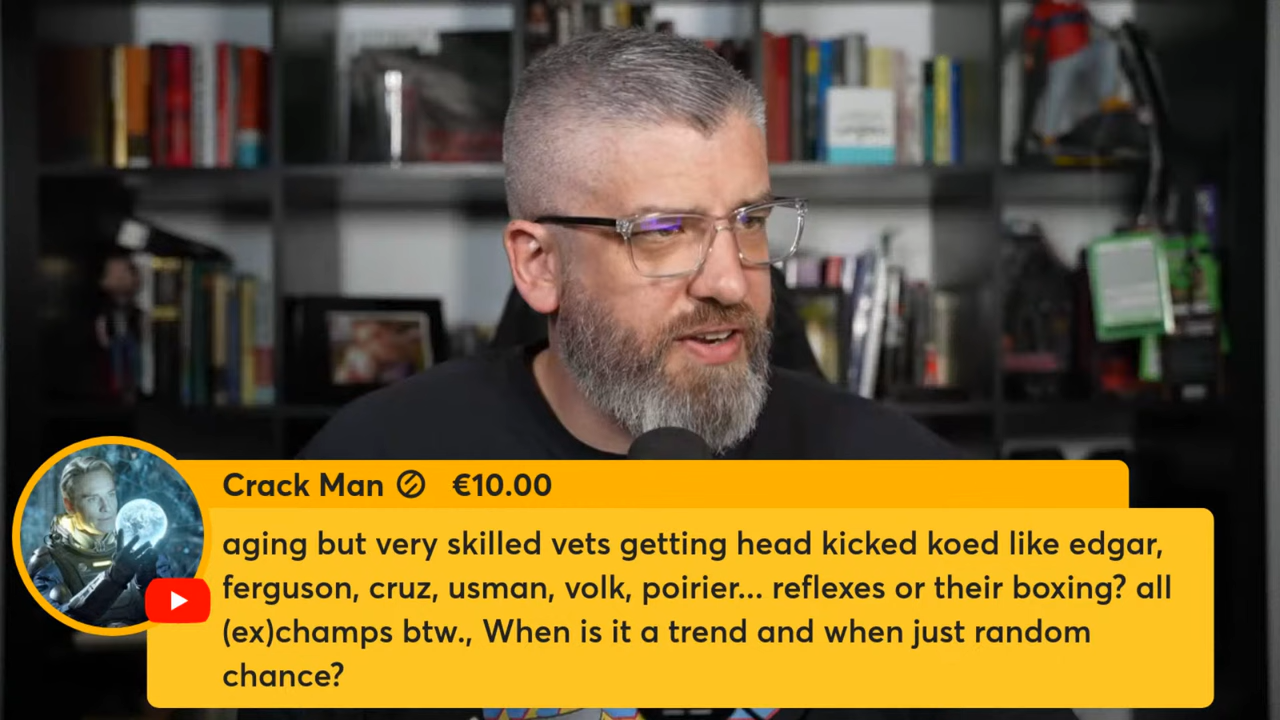 Crack Man €10.00
aging but very skilled vets getting head kicked koed like edgar,
ferguson, cruz, usman, volk, poirier... reflexes or their boxing? all
(ex)champs btw., When is it a trend and when just random
chance?